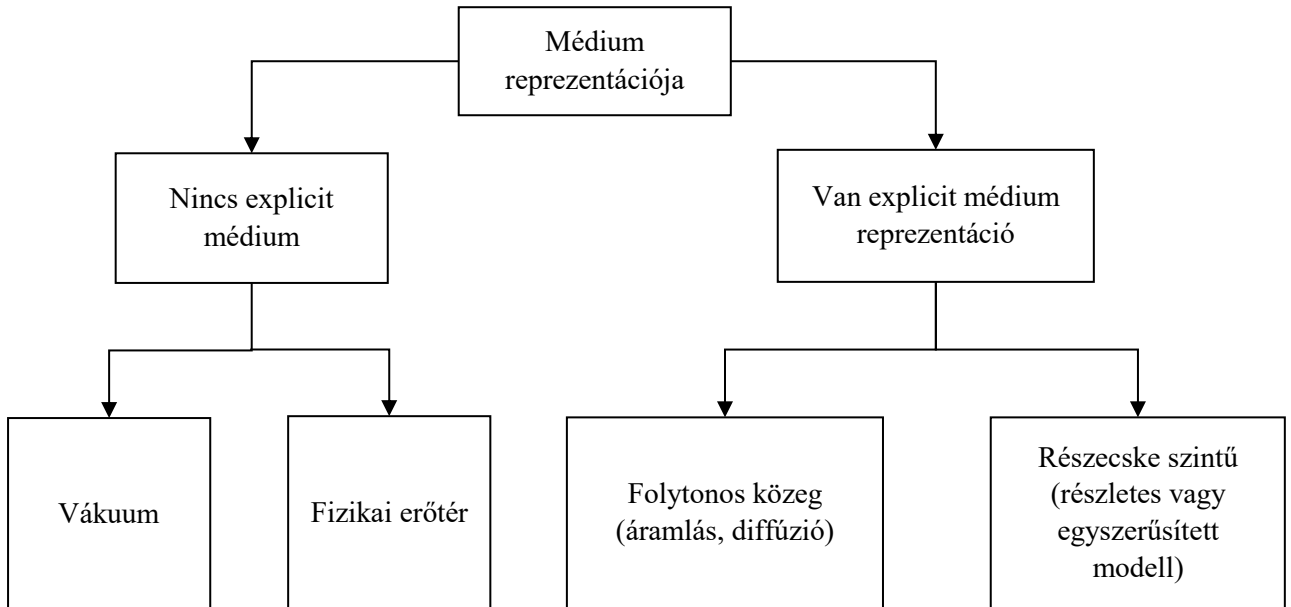 Médium
reprezentációja
Nincs explicit
médium
Van explicit médium
reprezentáció
Vákuum
Fizikai erőtér
Folytonos közeg
(áramlás, diffúzió)
Részecske szintű
(részletes vagy
egyszerűsített
modell)